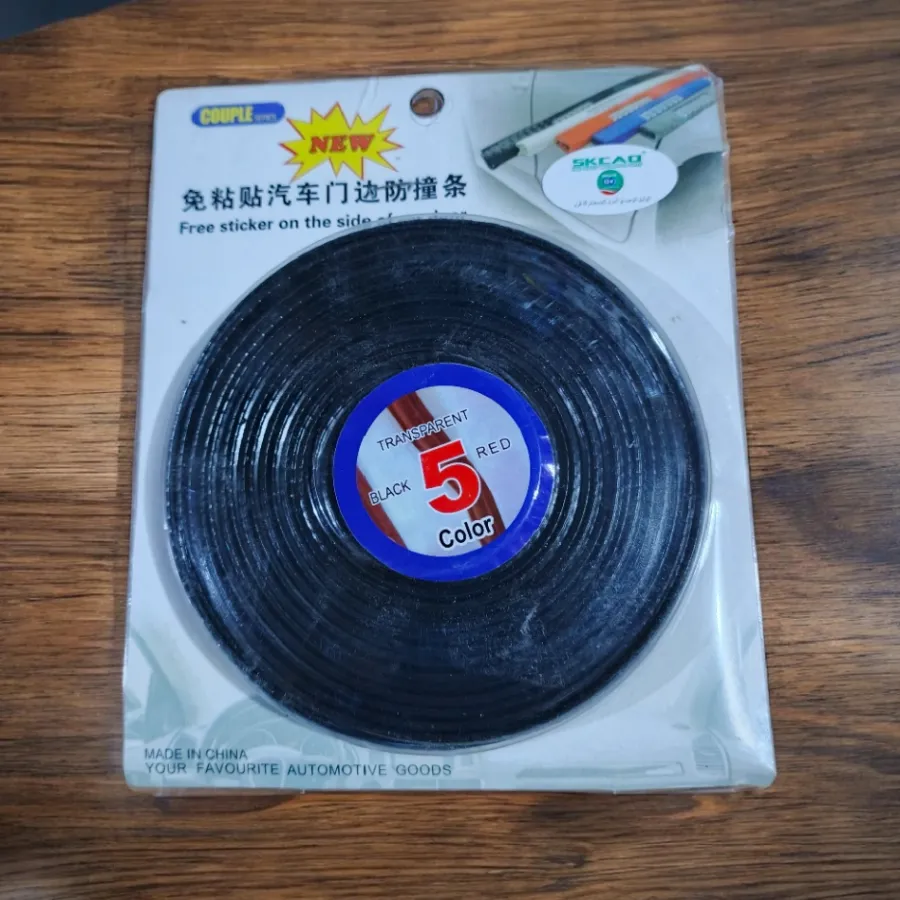 COUPLE
NEW
SKCAO
免粘贴汽车门边防撞条
Free sticker on the side
TRANSPARENT
RED
BLACK
5
Color
MADE IN CHINA
YOUR FAVOURITE AUTOMOTIVE GOODS